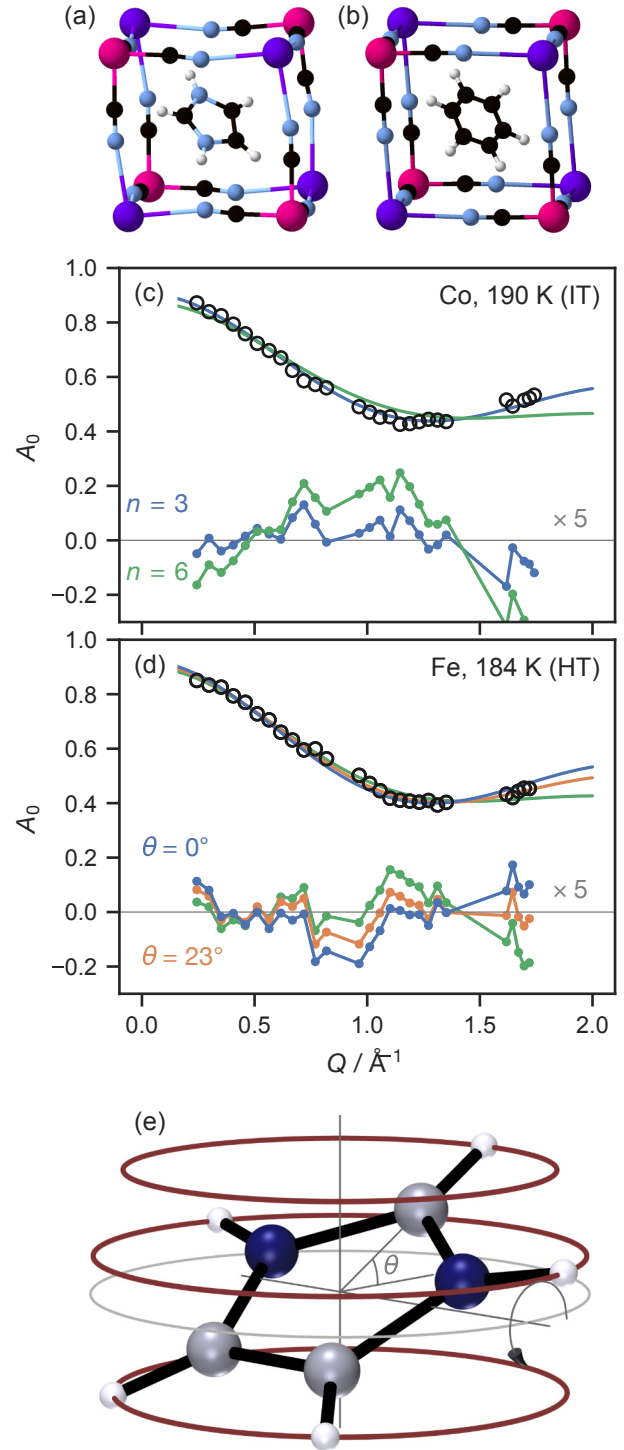 (a)
(b)
(c)
Co, 190 K (IT)
1.0
0.8
0.6
0.4
0.2
0.0
−0.2
A₀
n = 3
n = 6
× 5
(d)
Fe, 184 K (HT)
1.0
0.8
0.6
0.4
0.2
0.0
−0.2
A₀
θ = 0°
θ = 23°
× 5
0.0 0.5 1.0 1.5 2.0
Q / Å⁻¹
(e)
θ